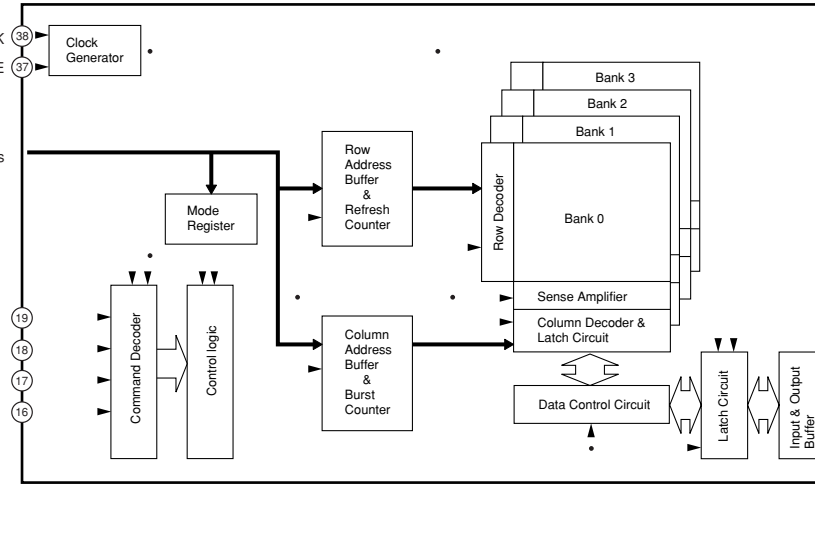 K
38
Clock
Generator
E
37
s
Mode
Register
Row
Address
Buffer
&
Refresh
Counter
Bank 3
Bank 2
Bank 1
Row Decoder
Bank 0
Sense Amplifier
Column Decoder &
Latch Circuit
Column
Address
Buffer
&
Burst
Counter
19
18
17
16
Command Decoder
Control logic
Data Control Circuit
Latch Circuit
Input & Output
Buffer